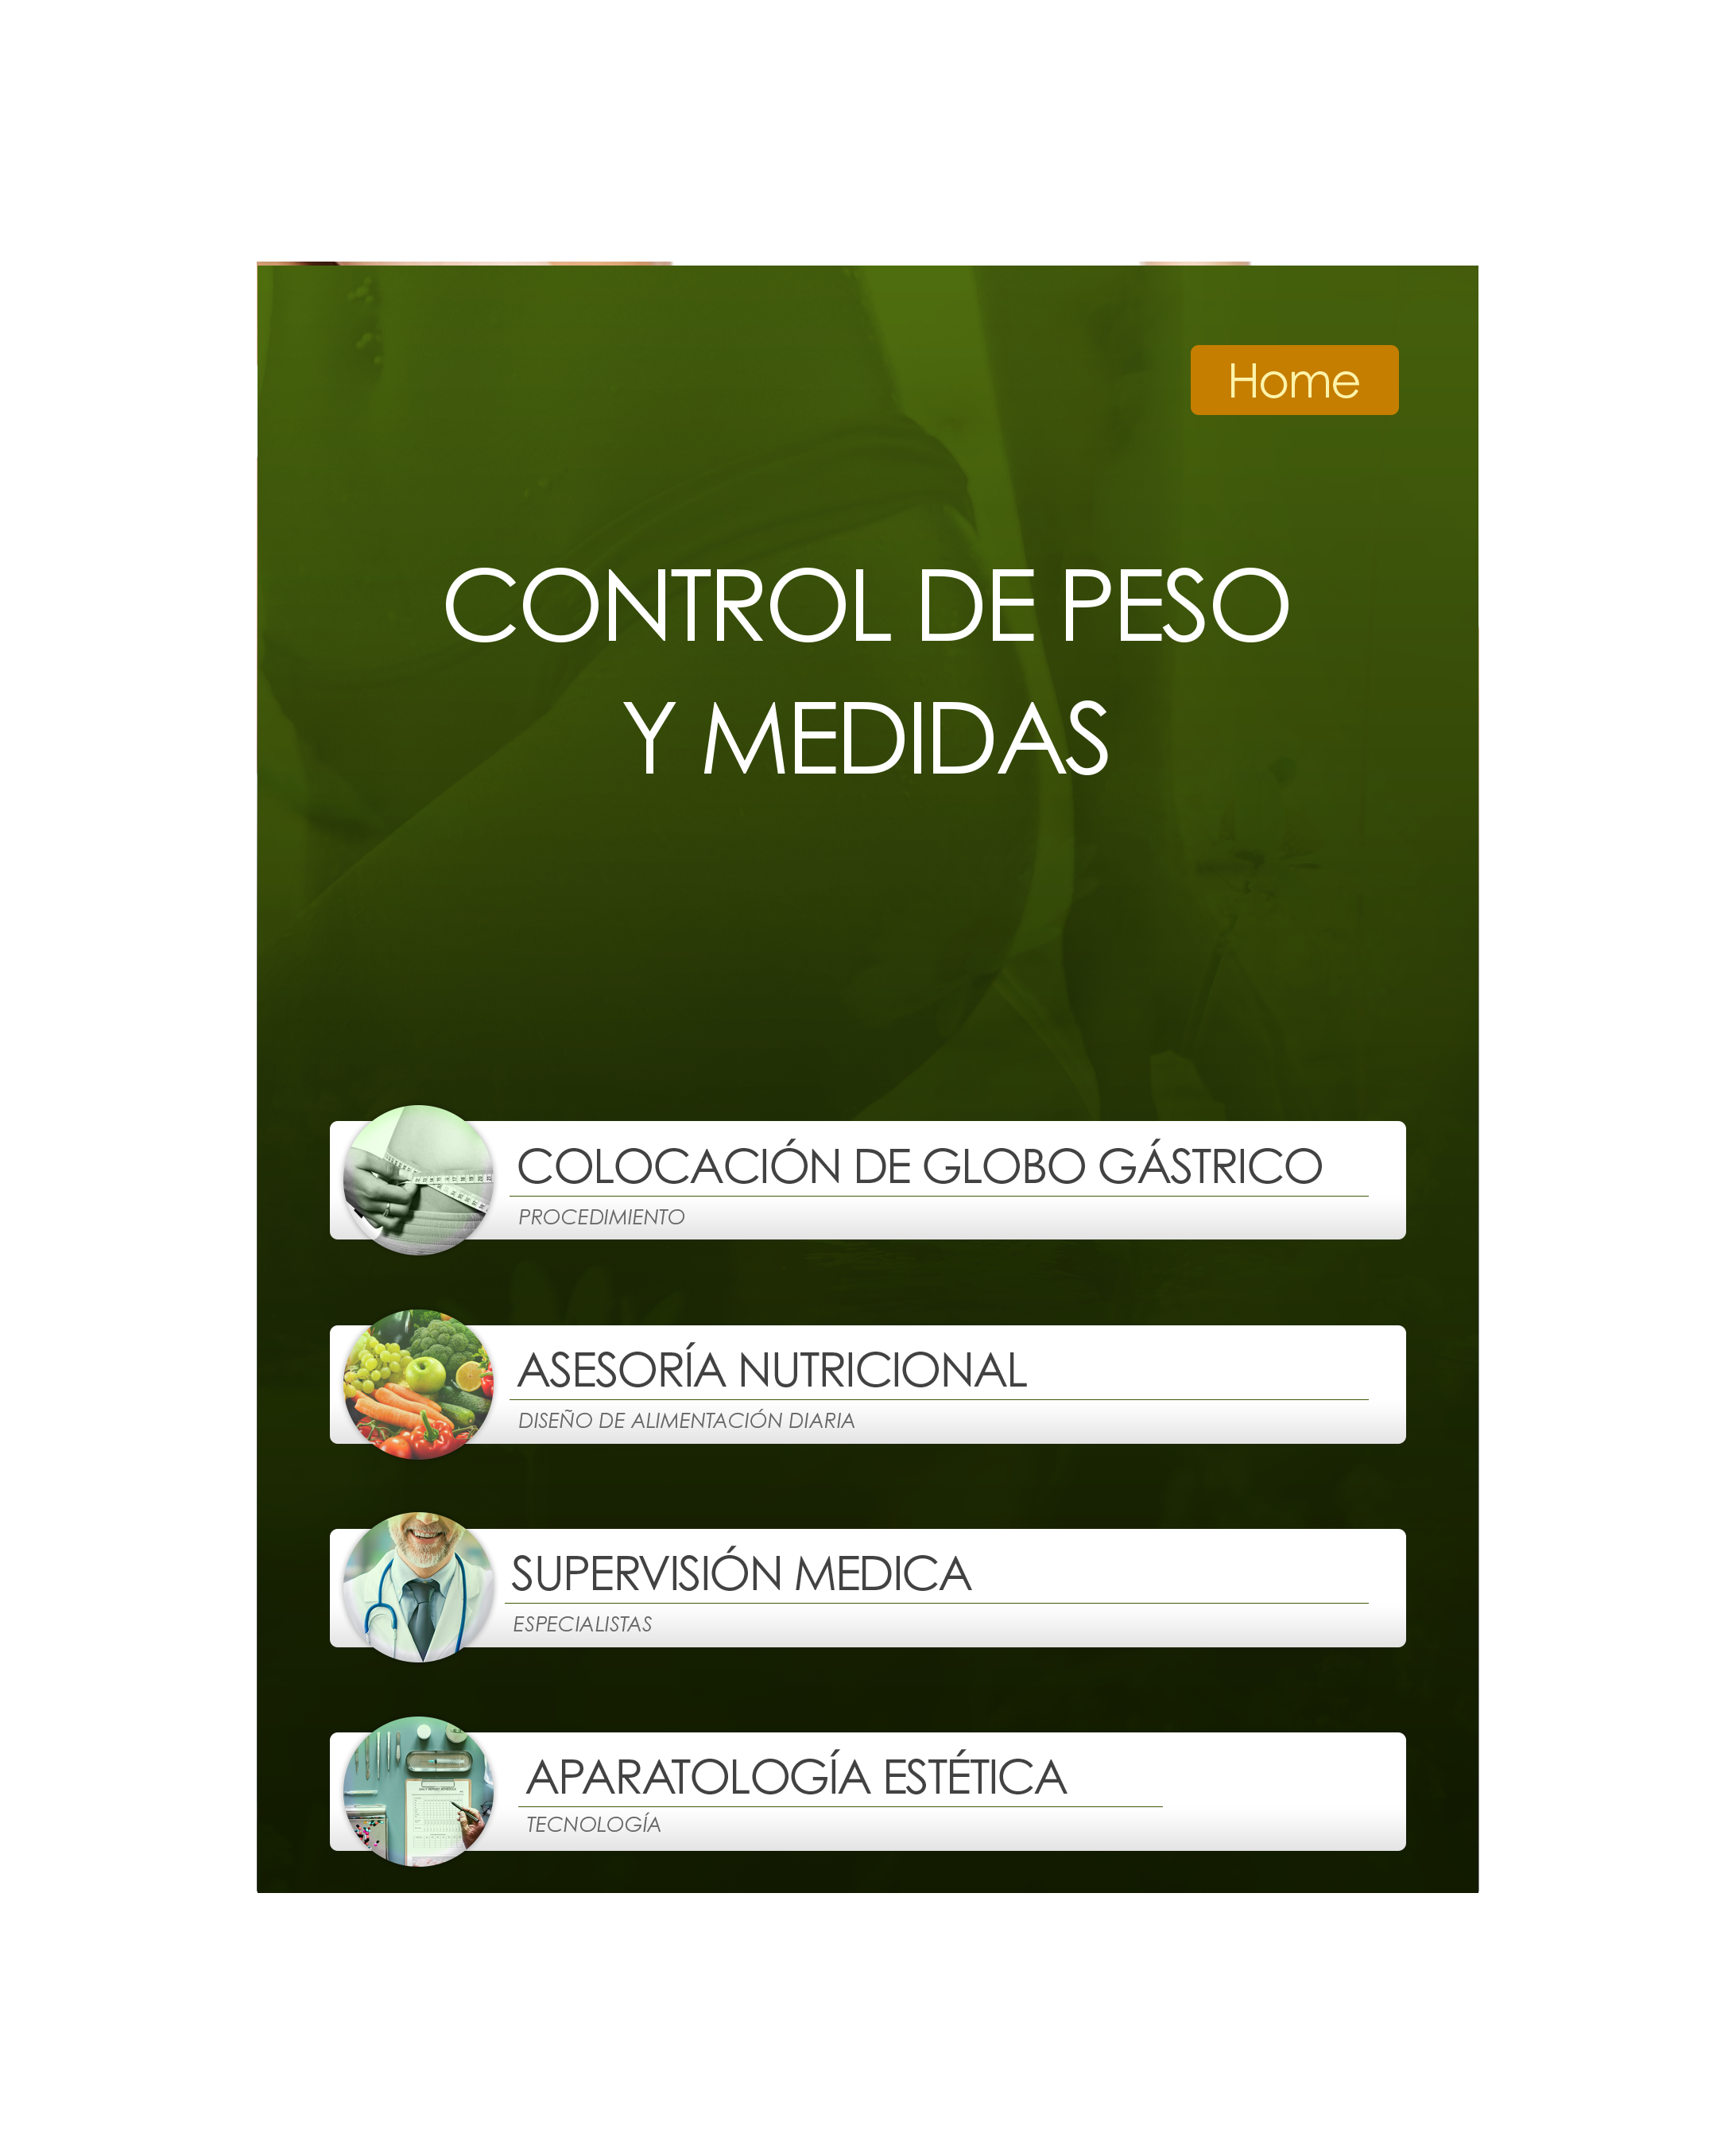 Home
CONTROL DE PESO
Y MEDIDAS
COLOCACIÓN DE GLOBO GÁSTRICO
PROCEDIMIENTO
ASESORÍA NUTRICIONAL
DISEÑO DE ALIMENTACIÓN DIARIA
SUPERVISIÓN MEDICA
ESPECIALISTAS
APARATOLOGÍA ESTÉTICA
TECNOLOGÍA